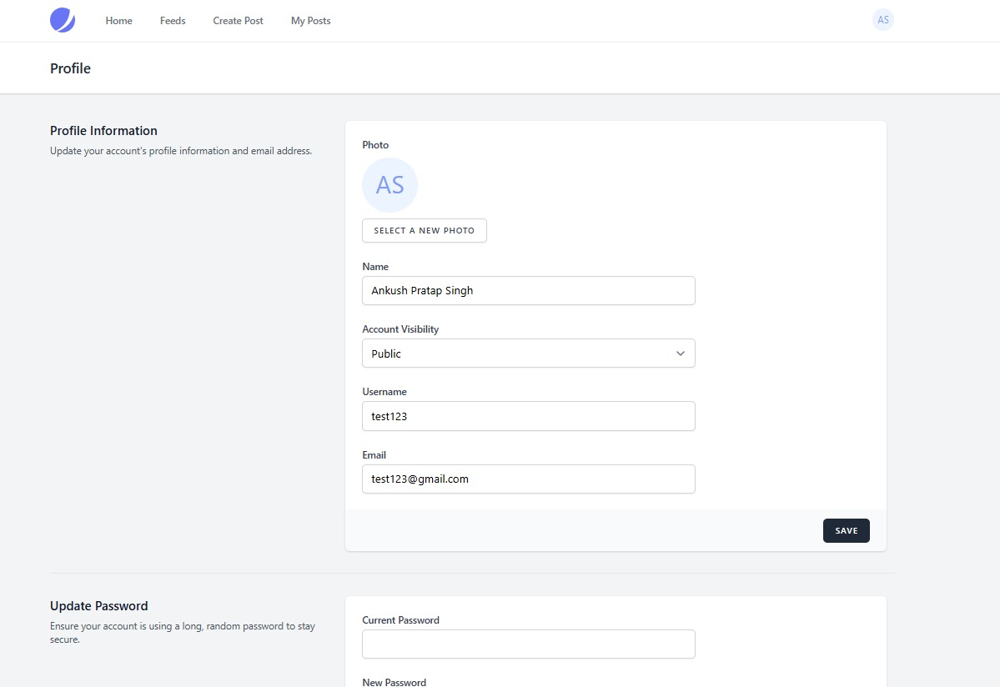 Home Feeds Create Post My Posts AS
Profile
Profile Information
Update your account's profile information and email address.
Photo
AS
SELECT A NEW PHOTO
Name
Ankush Pratap Singh
Account Visibility
Public
Username
test123
Email
test123@gmail.com
SAVE
Update Password
Ensure your account is using a long, random password to stay
secure.
Current Password
New Password